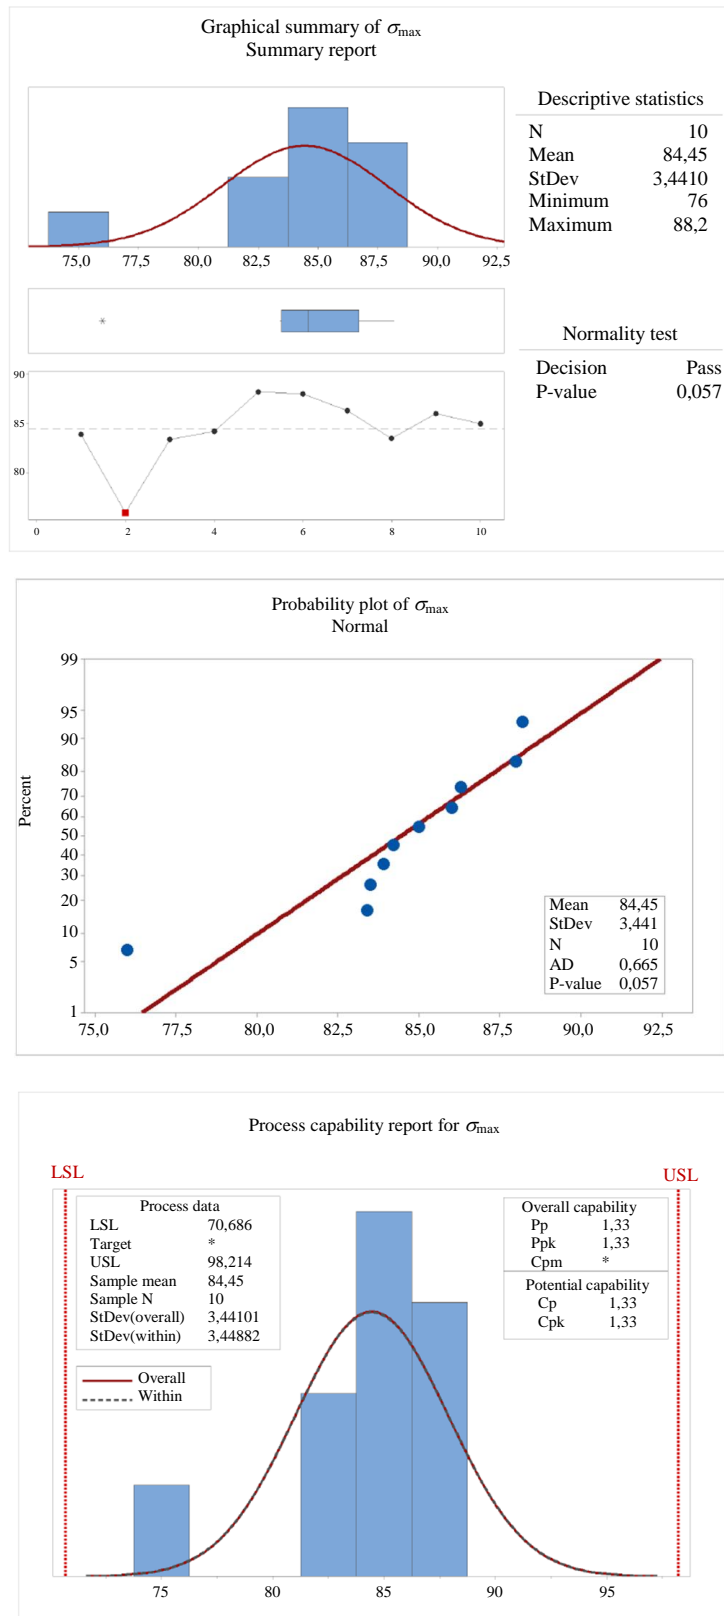 Graphical summary of σmax
Summary report
Descriptive statistics
N 10
Mean 84,45
StDev 3,4410
Minimum 76
Maximum 88,2
75,0 77,5 80,0 82,5 85,0 87,5 90,0 92,5
*
Normality test
Decision Pass
P-value 0,057
90
85
80
0 2 4 6 8 10
Probability plot of σmax
Normal
Percent
99
95
90
80
70
60
50
40
30
20
10
5
1
Mean 84,45
StDev 3,441
N 10
AD 0,665
P-value 0,057
75,0 77,5 80,0 82,5 85,0 87,5 90,0 92,5
Process capability report for σmax
LSL USL
Process data
LSL 70,686
Target *
USL 98,214
Sample mean 84,45
Sample N 10
StDev(overall) 3,44101
StDev(within) 3,44882
Overall capability
Pp 1,33
Ppk 1,33
Cpm *
Potential capability
Cp 1,33
Cpk 1,33
Overall
Within
75 80 85 90 95